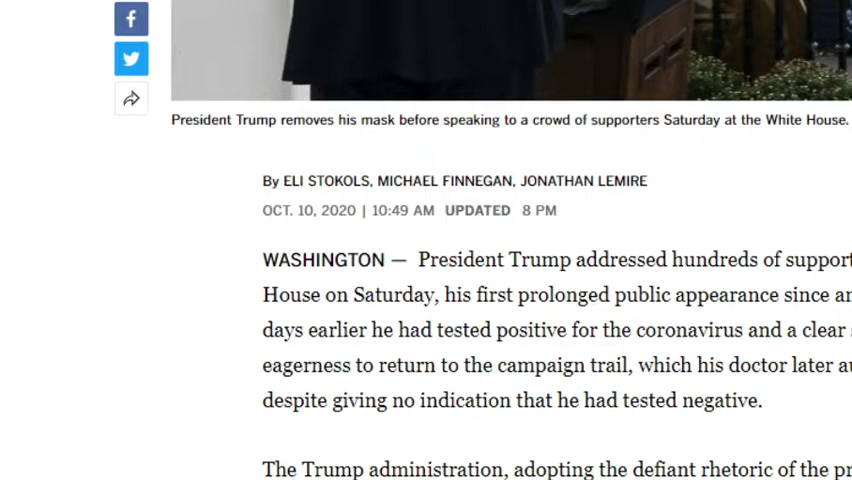 President Trump removes his mask before speaking to a crowd of supporters Saturday at the White House.
By ELI STOKOLS, MICHAEL FINNEGAN, JONATHAN LEMIRE
OCT. 10, 2020 | 10:49 AM UPDATED 8 PM
WASHINGTON — President Trump addressed hundreds of support
House on Saturday, his first prolonged public appearance since an
days earlier he had tested positive for the coronavirus and a clear
eagerness to return to the campaign trail, which his doctor later au
despite giving no indication that he had tested negative.
The Trump administration, adopting the defiant rhetoric of the pr